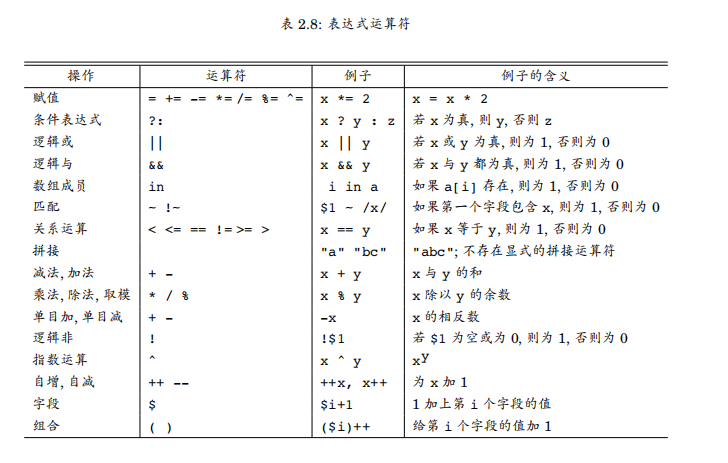 表 2.8: 表达式运算符
操作 运算符 例子 例子的含义
赋值 = += -= *= /= %= ^= x *= 2 x = x * 2
条件表达式 ?: x ? y : z 若 x 为真, 则 y, 否则 z
逻辑或 || x || y 若 x 或 y 为真, 则为 1, 否则为 0
逻辑与 && x && y 若 x 与 y 都为真, 则为 1, 否则为 0
数组成员 in i in a 如果 a[i] 存在, 则为 1, 否则为 0
匹配 ~ !~ $1 ~ /x/ 如果第一个字段包含 x, 则为 1, 否则为 0
关系运算 < <= == != >= > x == y 如果 x 等于 y, 则为 1, 否则为 0
拼接 "a" "bc" "abc"; 不存在显式的拼接运算符
减法, 加法 + - x + y x 与 y 的和
乘法, 除法, 取模 * / % x % y x 除以 y 的余数
单目加, 单目减 + - -x x 的相反数
逻辑非 ! !$1 若 $1 为空或为 0, 则为 1, 否则为 0
指数运算 ^ x ^ y xʸ
自增, 自减 ++ -- ++x, x++ 为 x 加 1
字段 $ $i+1 1 加上第 i 个字段的值
组合 ( ) ($i)++ 给第 i 个字段的值加 1